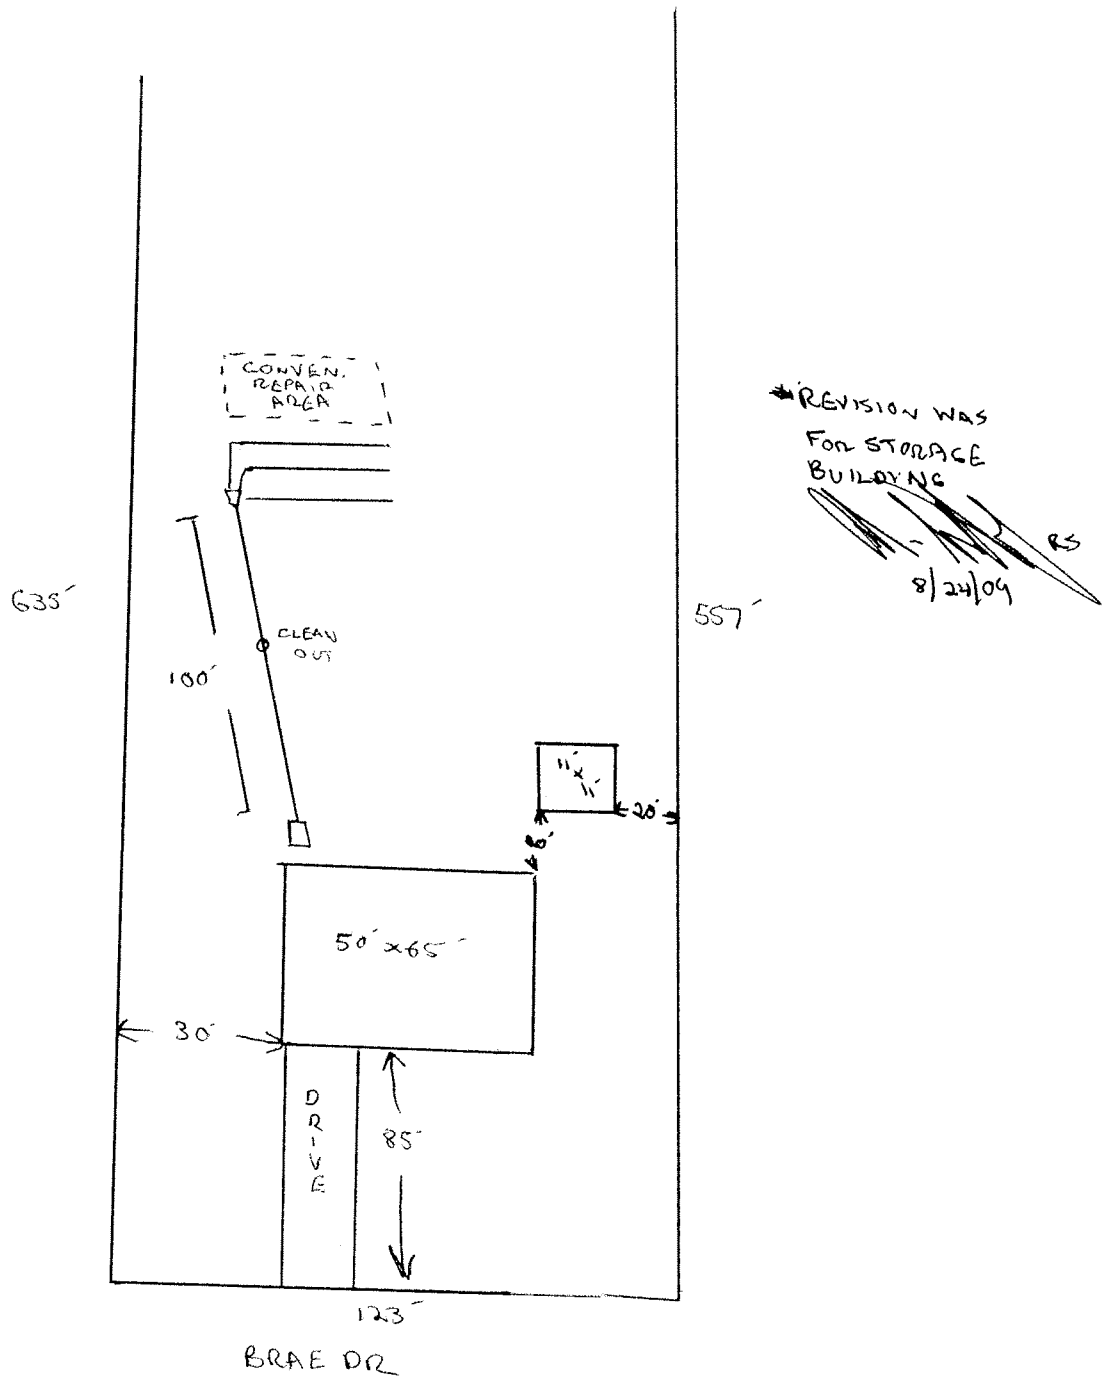 CONVEN.
REPAIR
AREA
*REVISION WAS
FOR STORAGE
BUILDING
RS
8/24/09
635'
557'
CLEAN
OUT
100'
11'
x
11'
20'
8'
50' x 65'
30'
DRIVE
85'
123'
BRAE DR